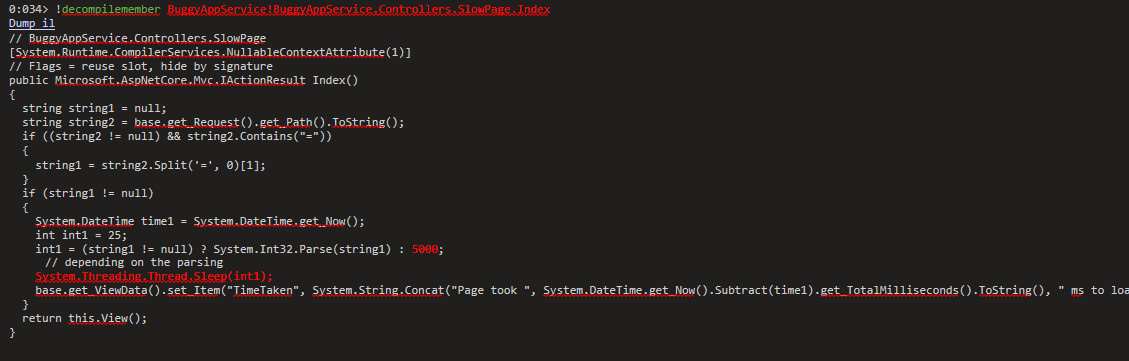 0:034> !decompilemember BuggyAppService!BuggyAppService.Controllers.SlowPage.Index
Dump il
// BuggyAppService.Controllers.SlowPage
[System.Runtime.CompilerServices.NullableContextAttribute(1)]
// Flags = reuse slot, hide by signature
public Microsoft.AspNetCore.Mvc.IActionResult Index()
{
  string string1 = null;
  string string2 = base.get_Request().get_Path().ToString();
  if ((string2 != null) && string2.Contains("="))
  {
    string1 = string2.Split('=', 0)[1];
  }
  if (string1 != null)
  {
    System.DateTime time1 = System.DateTime.get_Now();
    int int1 = 25;
    int1 = (string1 != null) ? System.Int32.Parse(string1) : 5000;
     // depending on the parsing
    System.Threading.Thread.Sleep(int1);
    base.get_ViewData().set_Item("TimeTaken", System.String.Concat("Page took ", System.DateTime.get_Now().Subtract(time1).get_TotalMilliseconds().ToString(), " ms to loa
  }
  return this.View();
}